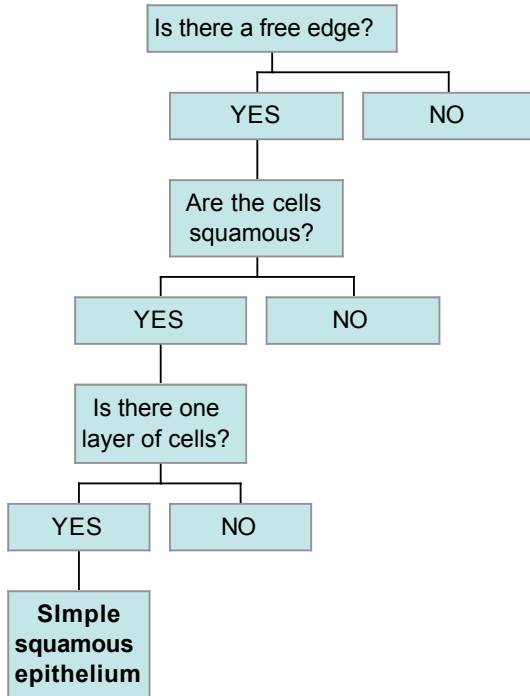 Is there a free edge?
YES
NO
Are the cells
squamous?
YES
NO
Is there one
layer of cells?
YES
NO
SImple
squamous
epithelium